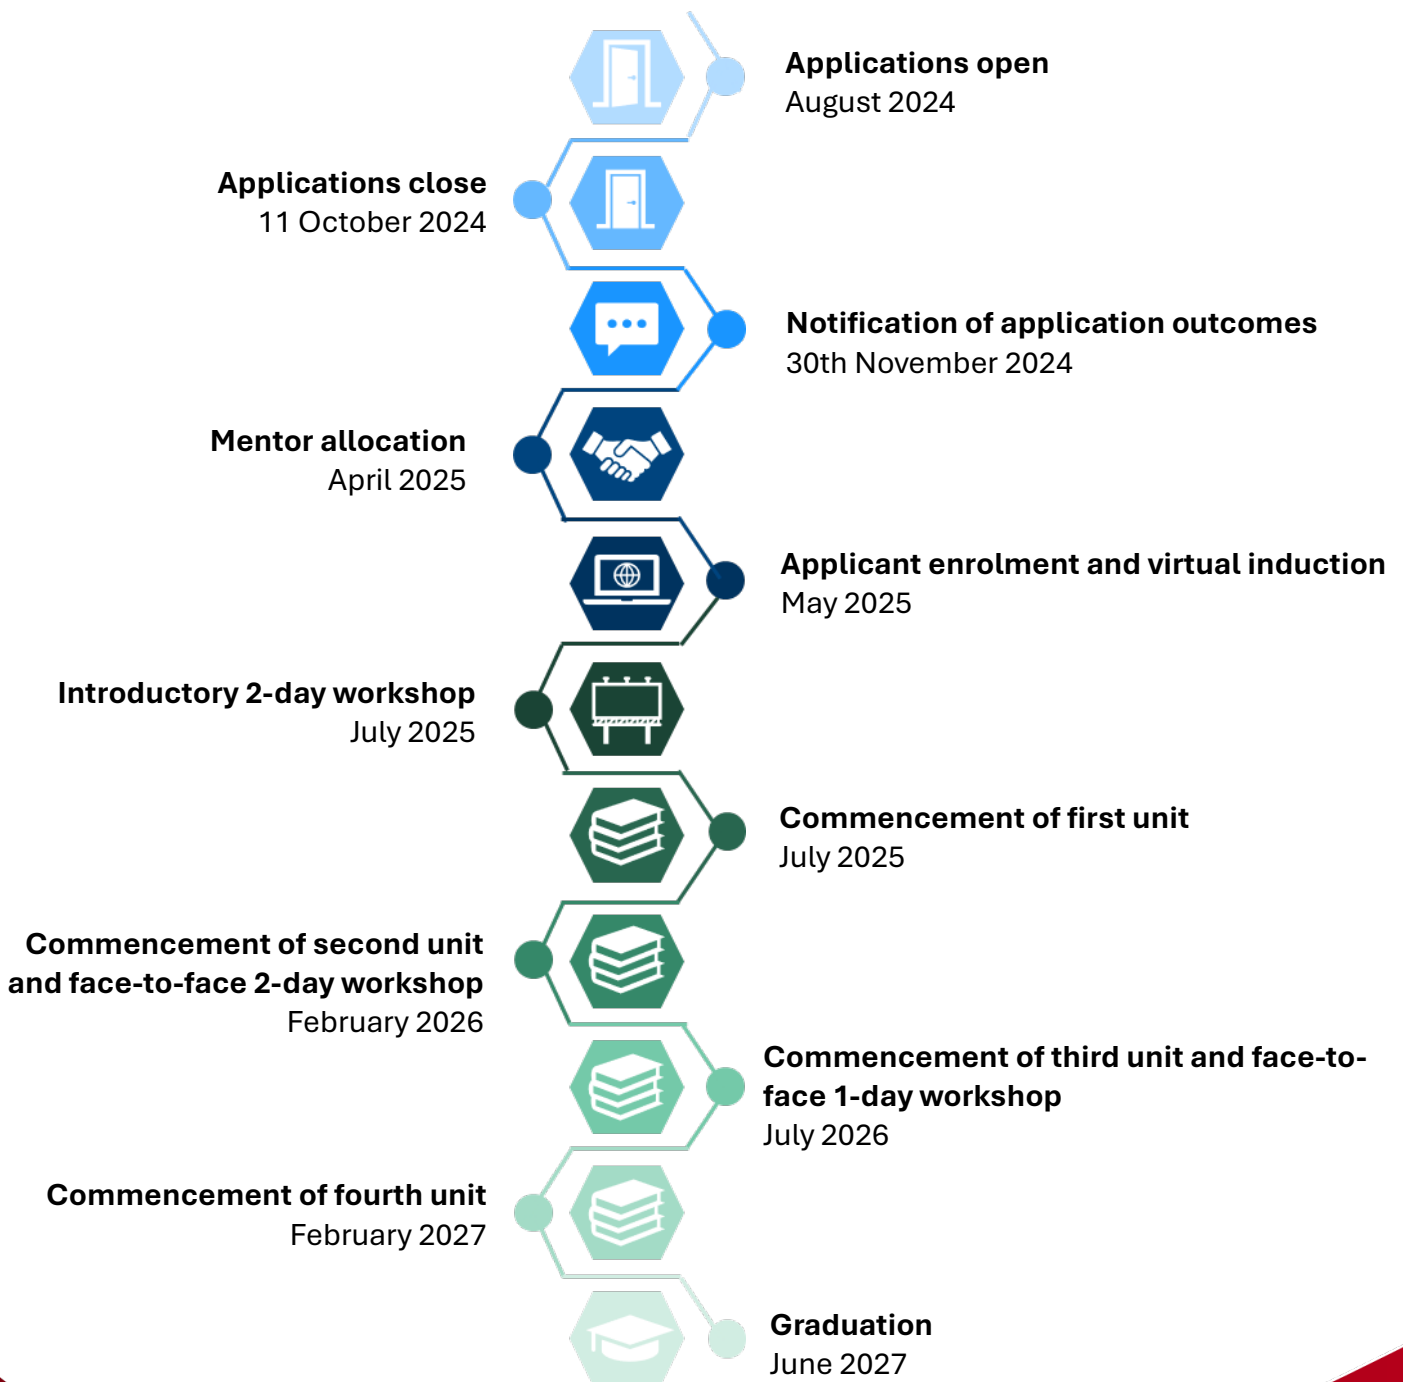 Applications open
August 2024
Applications close
11 October 2024
Notification of application outcomes
30th November 2024
Mentor allocation
April 2025
Applicant enrolment and virtual induction
May 2025
Introductory 2-day workshop
July 2025
Commencement of first unit
July 2025
Commencement of second unit
and face-to-face 2-day workshop
February 2026
Commencement of third unit and face-to-
face 1-day workshop
July 2026
Commencement of fourth unit
February 2027
Graduation
June 2027